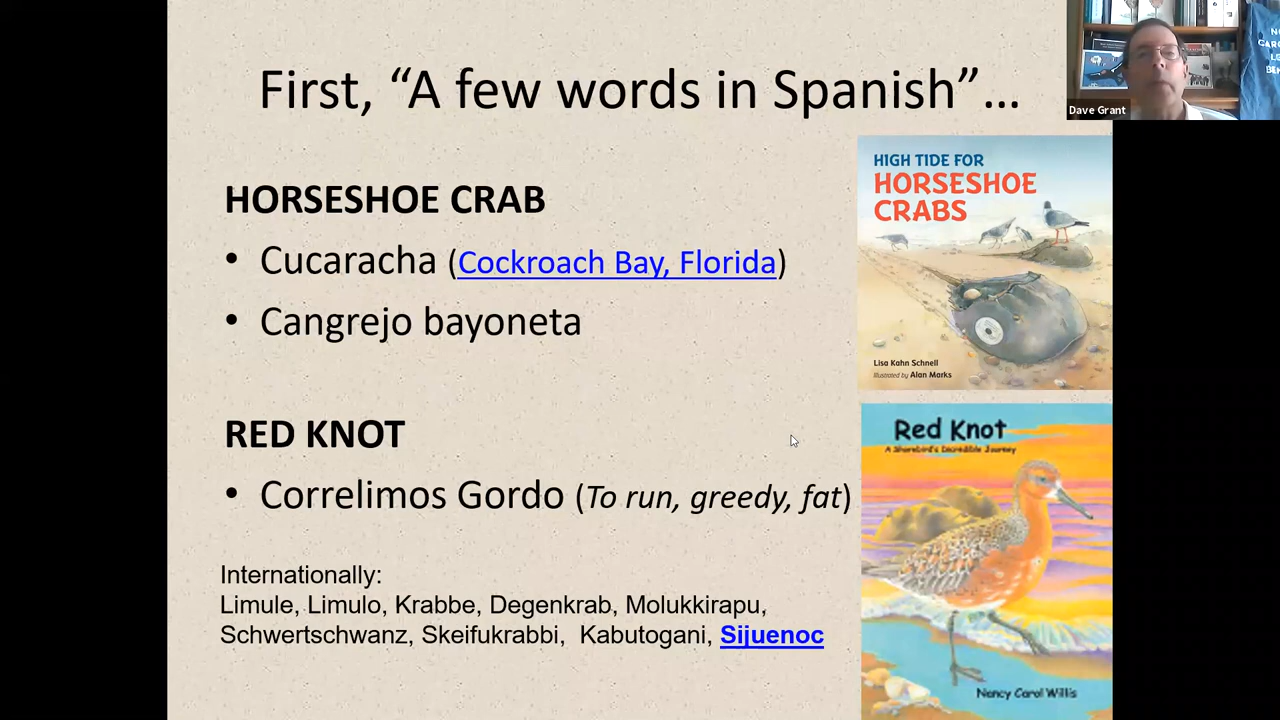 First, “A few words in Spanish”…
Dave Grant
HORSESHOE CRAB
• Cucaracha (Cockroach Bay, Florida)
• Cangrejo bayoneta
RED KNOT
• Correlimos Gordo (To run, greedy, fat)
Internationally:
Limule, Limulo, Krabbe, Degenkrab, Molukkirapu,
Schwertschwanz, Skeifukrabbi, Kabutogani, Sijuenoc
HIGH TIDE FOR
HORSESHOE
CRABS
Lisa Kahn Schnell
Illustrated by Alan Marks
Red Knot
A Shorebird's Incredible Journey
Nancy Carol Willis